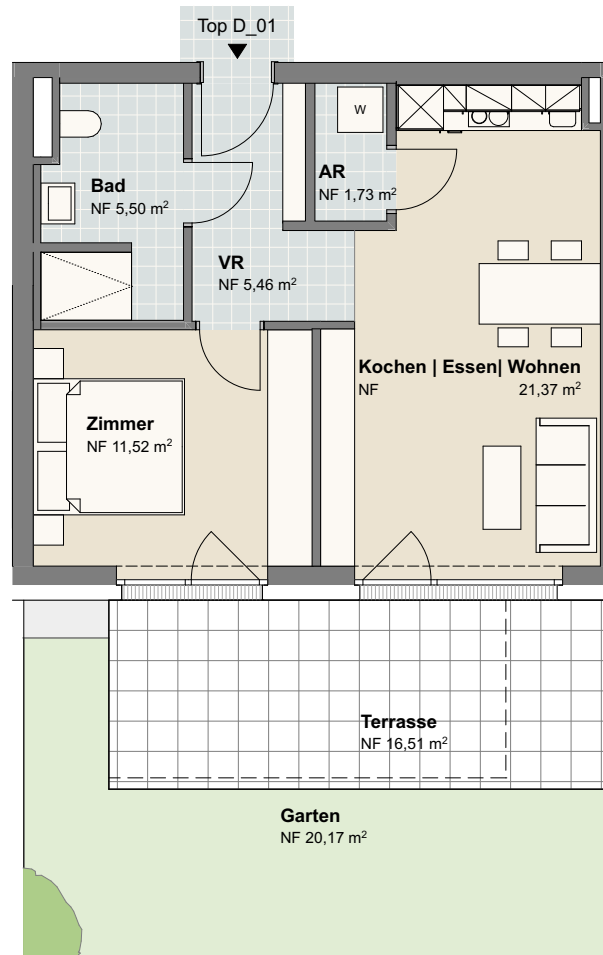 Top D_01
W
AR
NF 1,73 m²
Bad
NF 5,50 m²
VR
NF 5,46 m²
Kochen | Essen| Wohnen
NF 21,37 m²
Zimmer
NF 11,52 m²
Terrasse
NF 16,51 m²
Garten
NF 20,17 m²